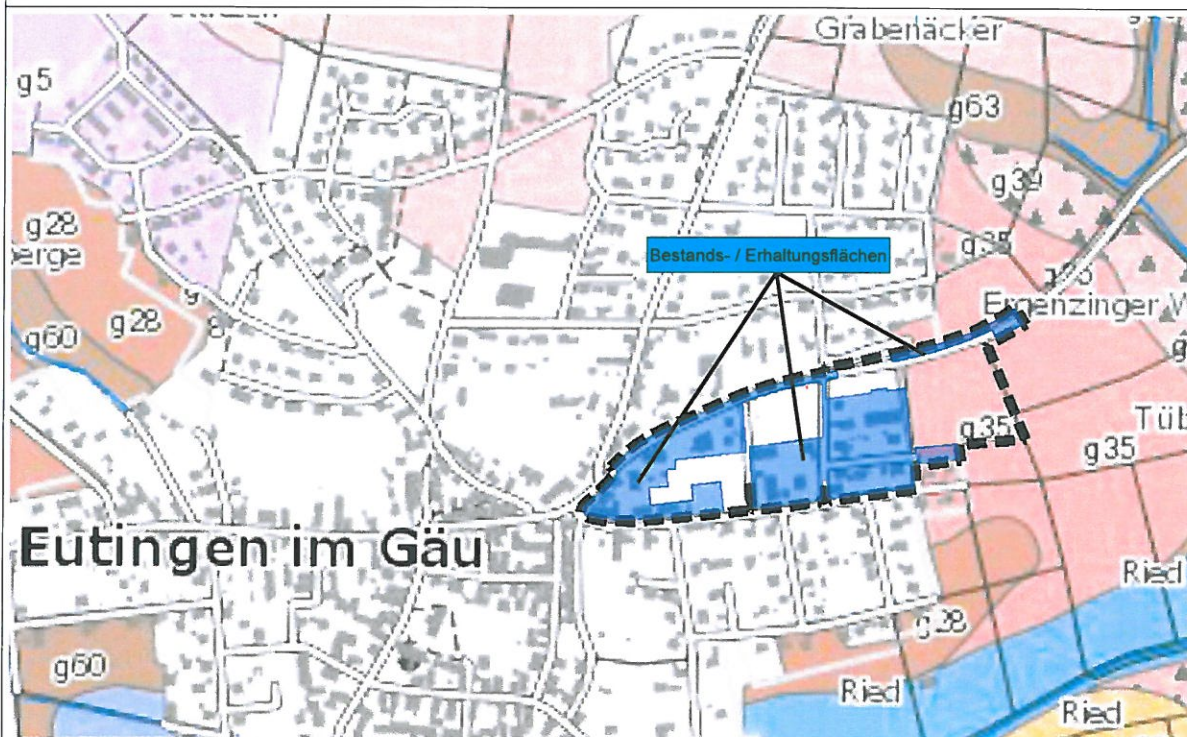 Grabenäcker
g5
g63
g39
g28
berge
Bestands- / Erhaltungsflächen
g35
g28
g60
Ergenzinger W
g35
Tüb
g35
Eutingen im Gäu
Ried
g28
g60
Ried
Ried